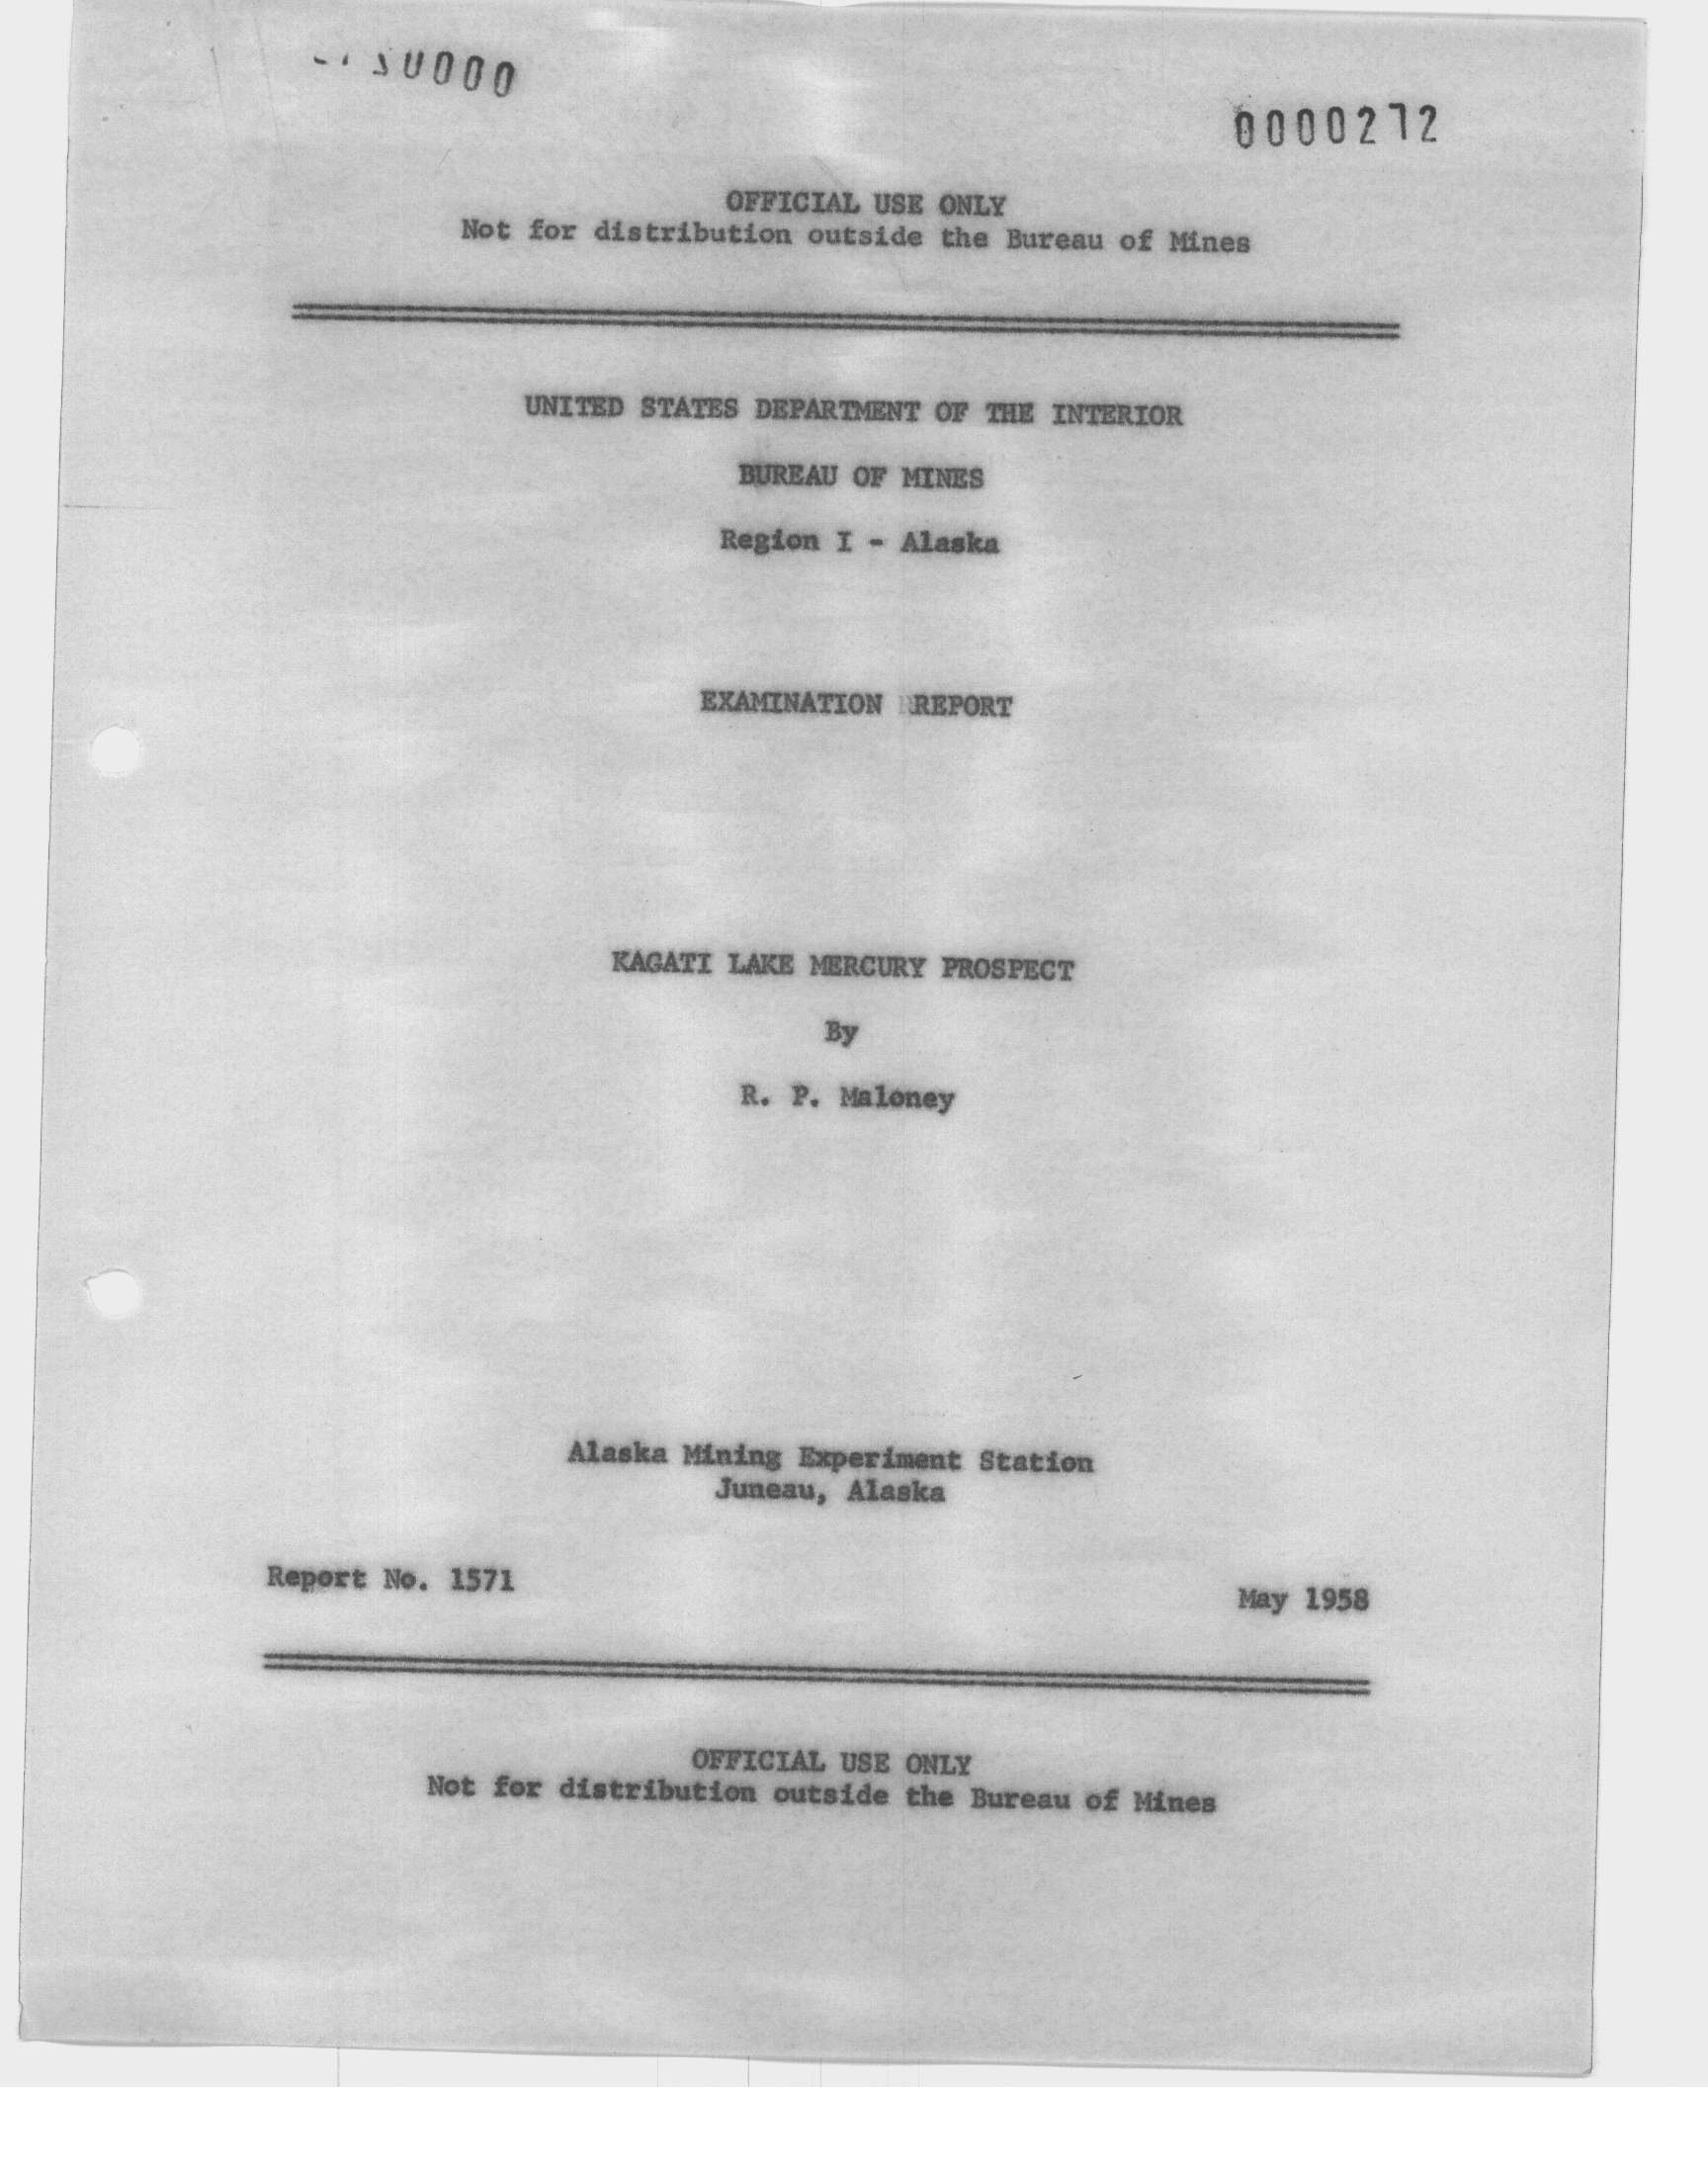 0000272
OFFICIAL USE ONLY
Not for distribution outside the Bureau of Mines
UNITED STATES DEPARTMENT OF THE INTERIOR
BUREAU OF MINES
Region I - Alaska
EXAMINATION REPORT
KAGATI LAKE MERCURY PROSPECT
By
R. P. Maloney
Alaska Mining Experiment Station
Juneau, Alaska
Report No. 1571
May 1958
OFFICIAL USE ONLY
Not for distribution outside the Bureau of Mines